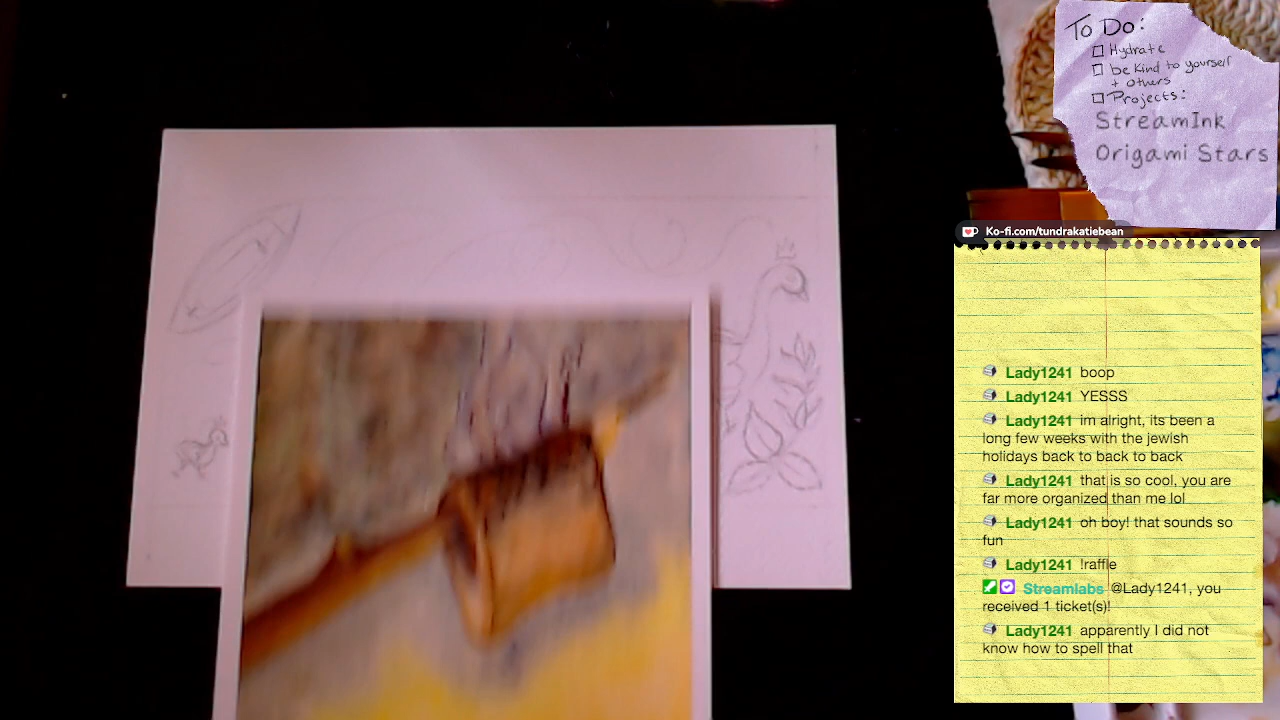 To Do:
Hydrate
be Kind to yourself
+ others
Projects:
StreamInk
Origami Stars
Ko-fi.com/tundrakatiebean
Lady1241 boop
Lady1241 YESSS
Lady1241 im alright, its been a
long few weeks with the jewish
holidays back to back to back
Lady1241 that is so cool, you are
far more organized than me lol
Lady1241 oh boy! that sounds so
fun
Lady1241 !raffle
Streamlabs @Lady1241, you
received 1 ticket(s)!
Lady1241 apparently I did not
know how to spell that